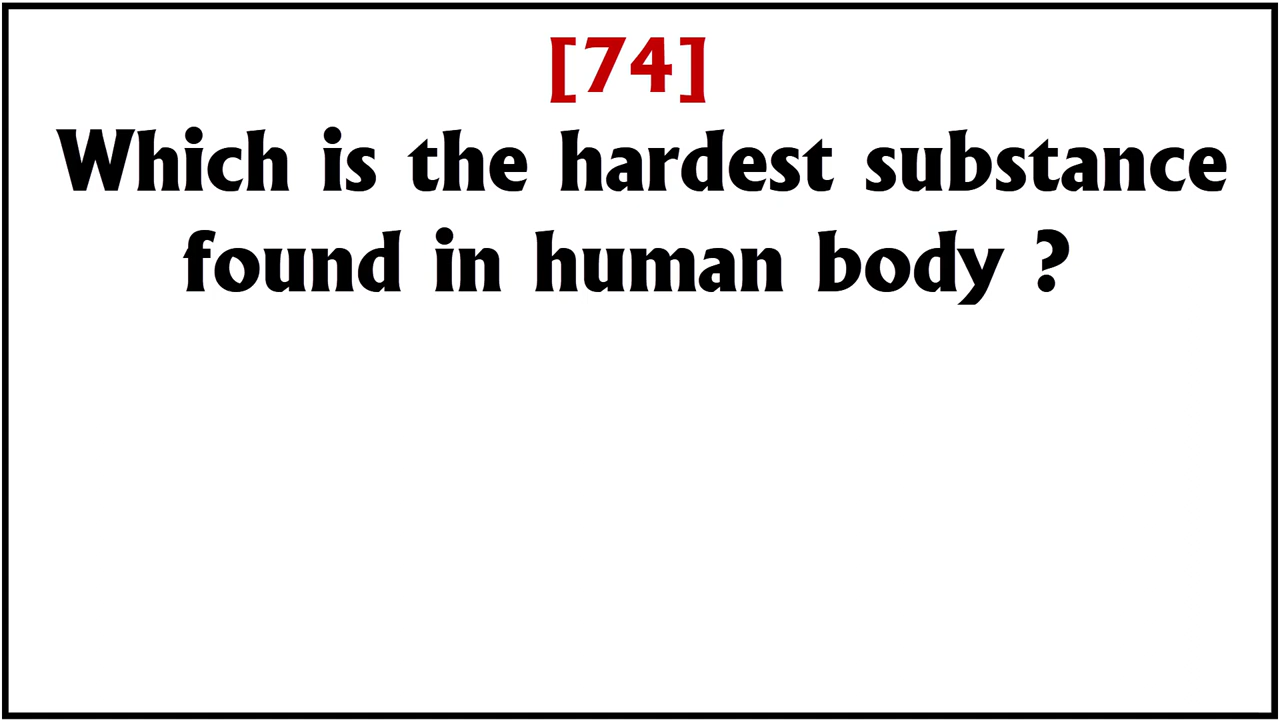 [74]
Which is the hardest substance
found in human body ?